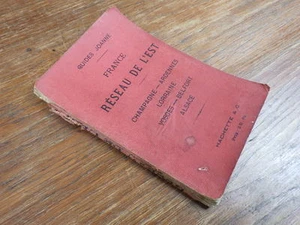 GUIDES JOANNE
FRANCE
RÉSEAU DE L'EST
CHAMPAGNE — ARDENNES
LORRAINE
VOSGES — BELFORT
ALSACE
HACHETTE & Cie